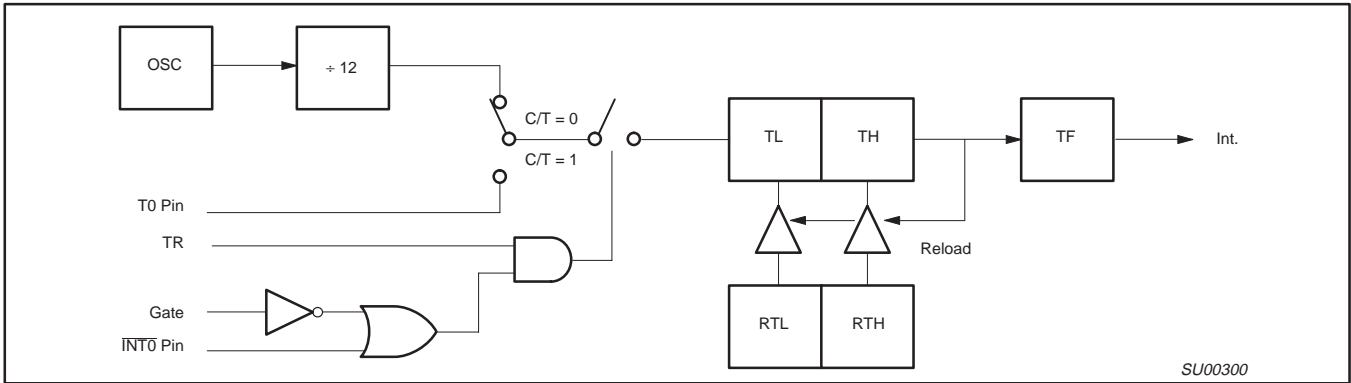 OSC
÷ 12
C/T = 0
C/T = 1
TL
TH
TF
Int.
T0 Pin
TR
Reload
Gate
INT0 Pin
RTL
RTH
SU00300